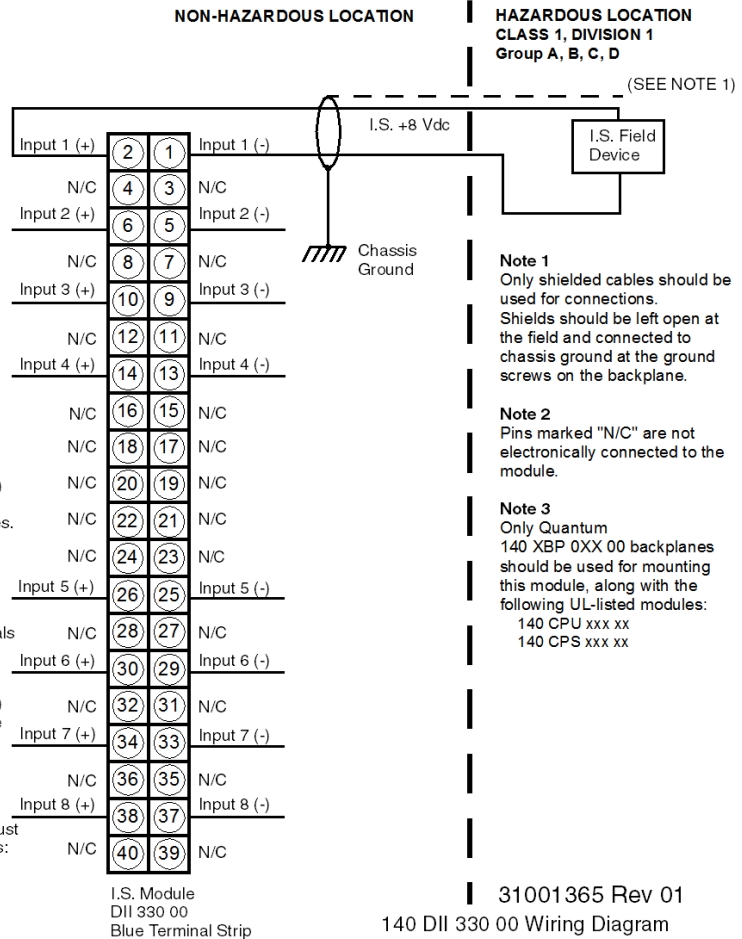 NON-HAZARDOUS LOCATION
HAZARDOUS LOCATION
CLASS 1, DIVISION 1
Group A, B, C, D
(SEE NOTE 1)
I.S. +8 Vdc
I.S. Field
Device
Input 1 (+) 2 1 Input 1 (-)
N/C 4 3 N/C
Input 2 (+) 6 5 Input 2 (-)
N/C 8 7 N/C
Input 3 (+) 10 9 Input 3 (-)
N/C 12 11 N/C
Input 4 (+) 14 13 Input 4 (-)
N/C 16 15 N/C
N/C 18 17 N/C
N/C 20 19 N/C
N/C 22 21 N/C
N/C 24 23 N/C
Input 5 (+) 26 25 Input 5 (-)
N/C 28 27 N/C
Input 6 (+) 30 29 Input 6 (-)
N/C 32 31 N/C
Input 7 (+) 34 33 Input 7 (-)
N/C 36 35 N/C
Input 8 (+) 38 37 Input 8 (-)
N/C 40 39 N/C
Chassis
Ground
Note 1
Only shielded cables should be
used for connections.
Shields should be left open at
the field and connected to
chassis ground at the ground
screws on the backplane.
Note 2
Pins marked "N/C" are not
electronically connected to the
module.
Note 3
Only Quantum
140 XBP 0XX 00 backplanes
should be used for mounting
this module, along with the
following UL-listed modules:
140 CPU xxx xx
140 CPS xxx xx
I.S. Module
DII 330 00
Blue Terminal Strip
31001365 Rev 01
140 DII 330 00 Wiring Diagram